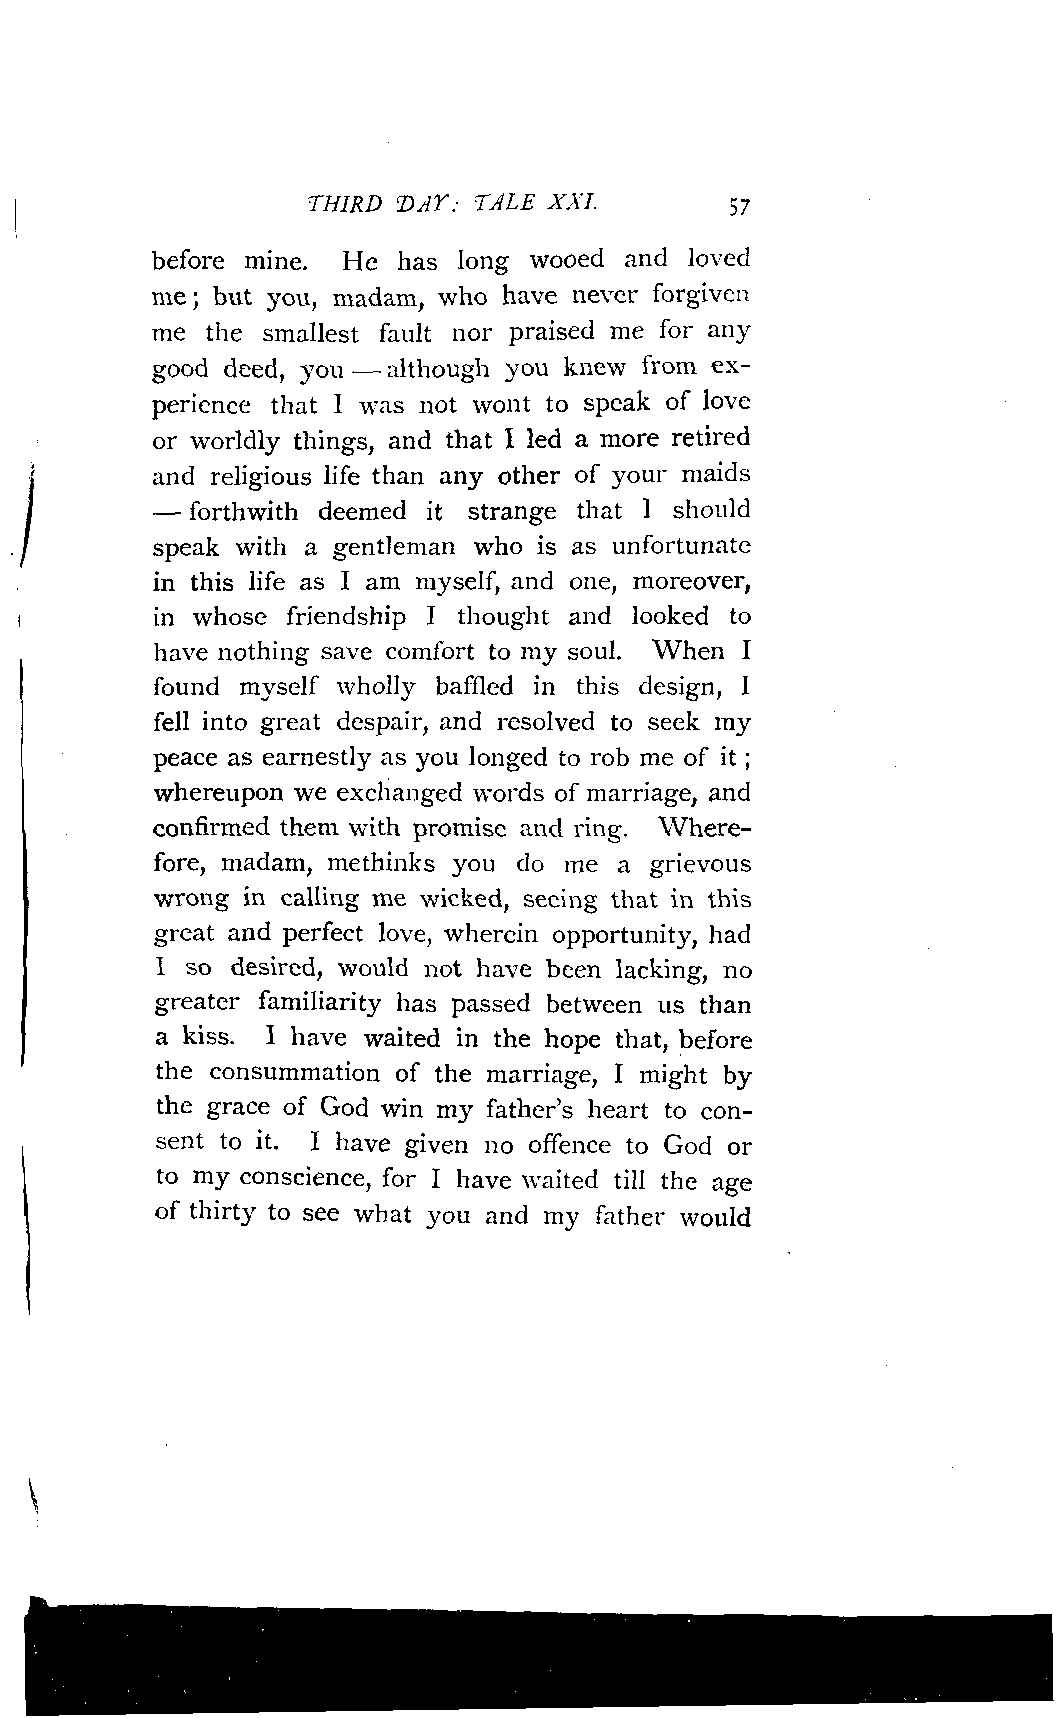 THIRD DAY: TALE XXI. 57
before mine. He has long wooed and loved
me; but you, madam, who have never forgiven
me the smallest fault nor praised me for any
good deed, you — although you knew from ex-
perience that I was not wont to speak of love
or worldly things, and that I led a more retired
and religious life than any other of your maids
— forthwith deemed it strange that I should
speak with a gentleman who is as unfortunate
in this life as I am myself, and one, moreover,
in whose friendship I thought and looked to
have nothing save comfort to my soul. When I
found myself wholly baffled in this design, I
fell into great despair, and resolved to seek my
peace as earnestly as you longed to rob me of it ;
whereupon we exchanged words of marriage, and
confirmed them with promise and ring. Where-
fore, madam, methinks you do me a grievous
wrong in calling me wicked, seeing that in this
great and perfect love, wherein opportunity, had
I so desired, would not have been lacking, no
greater familiarity has passed between us than
a kiss. I have waited in the hope that, before
the consummation of the marriage, I might by
the grace of God win my father's heart to con-
sent to it. I have given no offence to God or
to my conscience, for I have waited till the age
of thirty to see what you and my father would